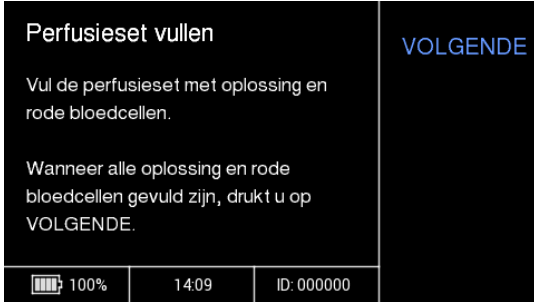 Perfusieset vullen
VOLGENDE
Vul de perfusieset met oplossing en
rode bloedcellen.
Wanneer alle oplossing en rode
bloedcellen gevuld zijn, drukt u op
VOLGENDE.
100%
14:09
ID: 000000